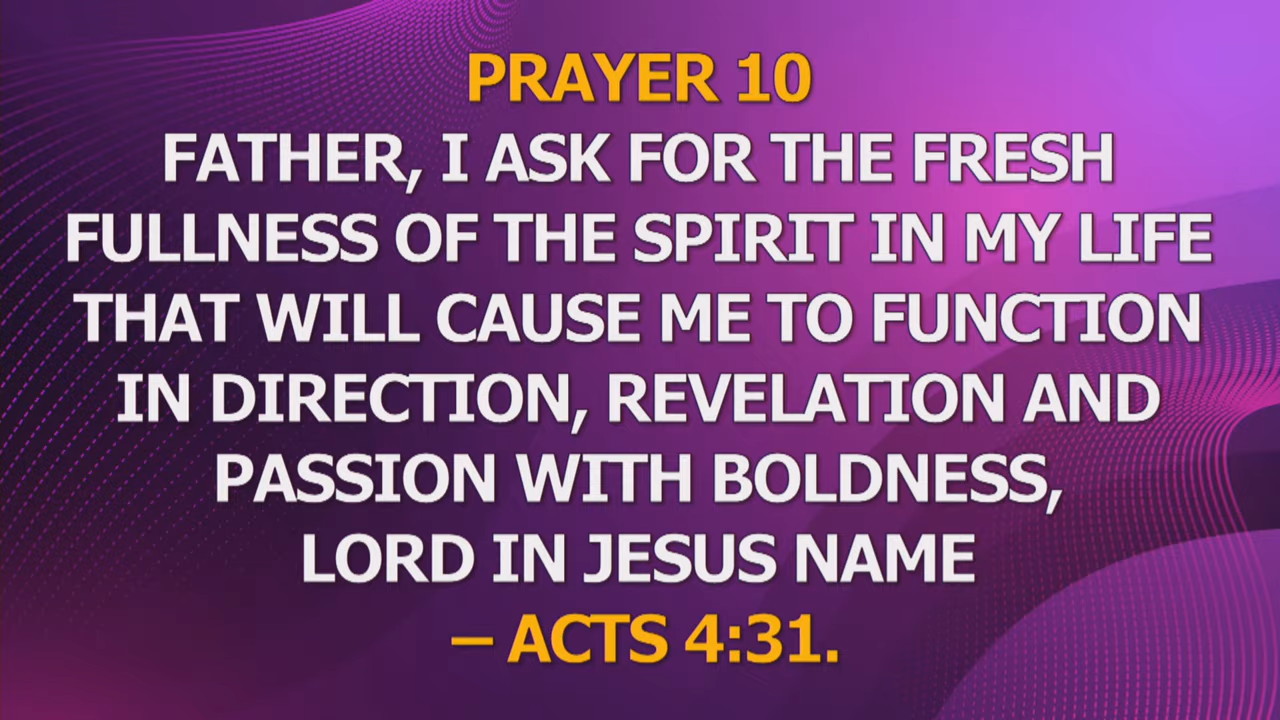 PRAYER 10
FATHER, I ASK FOR THE FRESH
FULLNESS OF THE SPIRIT IN MY LIFE
THAT WILL CAUSE ME TO FUNCTION
IN DIRECTION, REVELATION AND
PASSION WITH BOLDNESS,
LORD IN JESUS NAME
– ACTS 4:31.